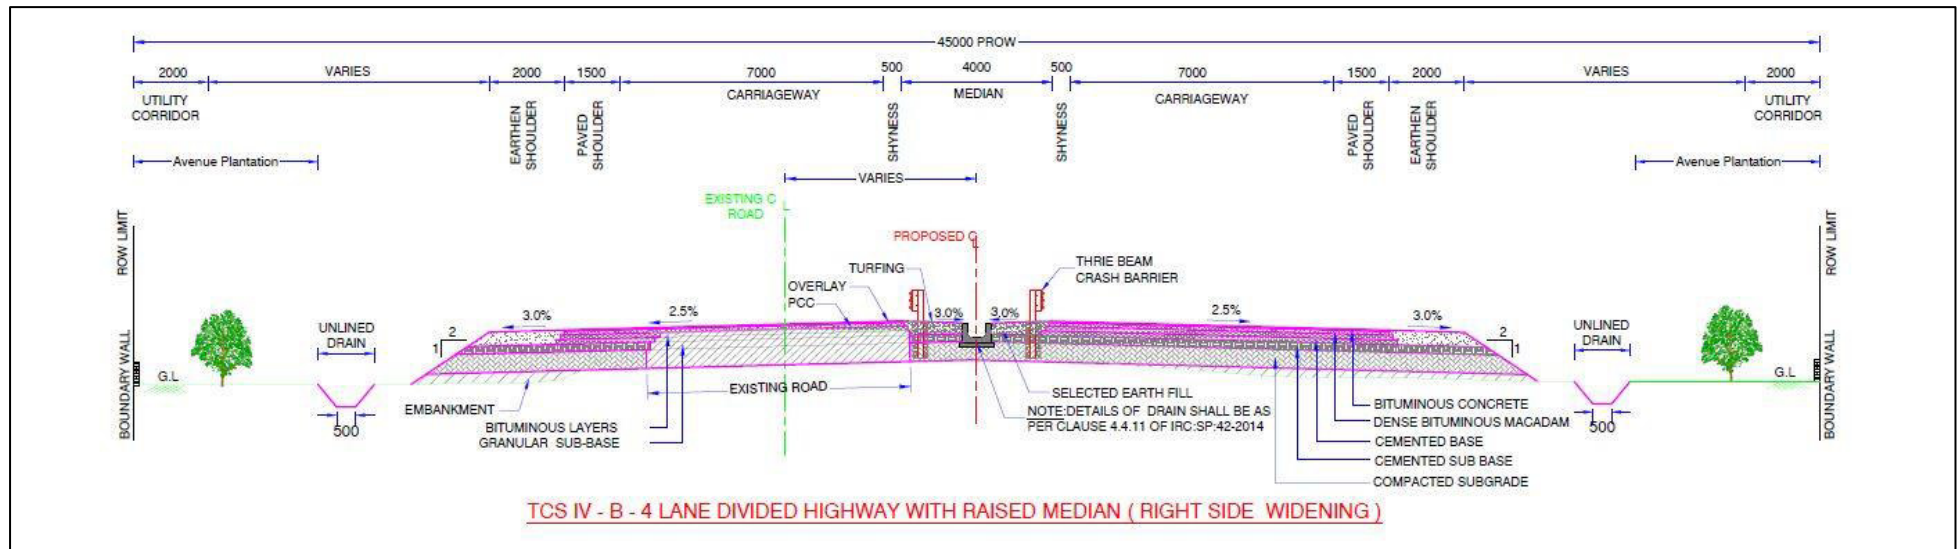 45000 PROW
2000
VARIES
2000
1500
7000
500
4000
500
7000
1500
2000
VARIES
2000
UTILITY
CORRIDOR
EARTHEN
SHOULDER
PAVED
SHOULDER
CARRIAGEWAY
SHYNESS
MEDIAN
SHYNESS
CARRIAGEWAY
PAVED
SHOULDER
EARTHEN
SHOULDER
UTILITY
CORRIDOR
Avenue Plantation
Avenue Plantation
VARIES
EXISTING C L
ROAD
PROPOSED C L
ROW LIMIT
BOUNDARY WALL
ROW LIMIT
BOUNDARY WALL
TURFING
OVERLAY
PCC
THRIE BEAM
CRASH BARRIER
3.0%
2.5%
3.0%
3.0%
2.5%
3.0%
2
1
2
1
UNLINED
DRAIN
UNLINED
DRAIN
G.L
G.L
500
500
EXISTING ROAD
EMBANKMENT
BITUMINOUS LAYERS
GRANULAR SUB-BASE
SELECTED EARTH FILL
NOTE:DETAILS OF DRAIN SHALL BE AS
PER CLAUSE 4.4.11 OF IRC:SP:42-2014
BITUMINOUS CONCRETE
DENSE BITUMINOUS MACADAM
CEMENTED BASE
CEMENTED SUB BASE
COMPACTED SUBGRADE
TCS IV - B - 4 LANE DIVIDED HIGHWAY WITH RAISED MEDIAN ( RIGHT SIDE WIDENING )